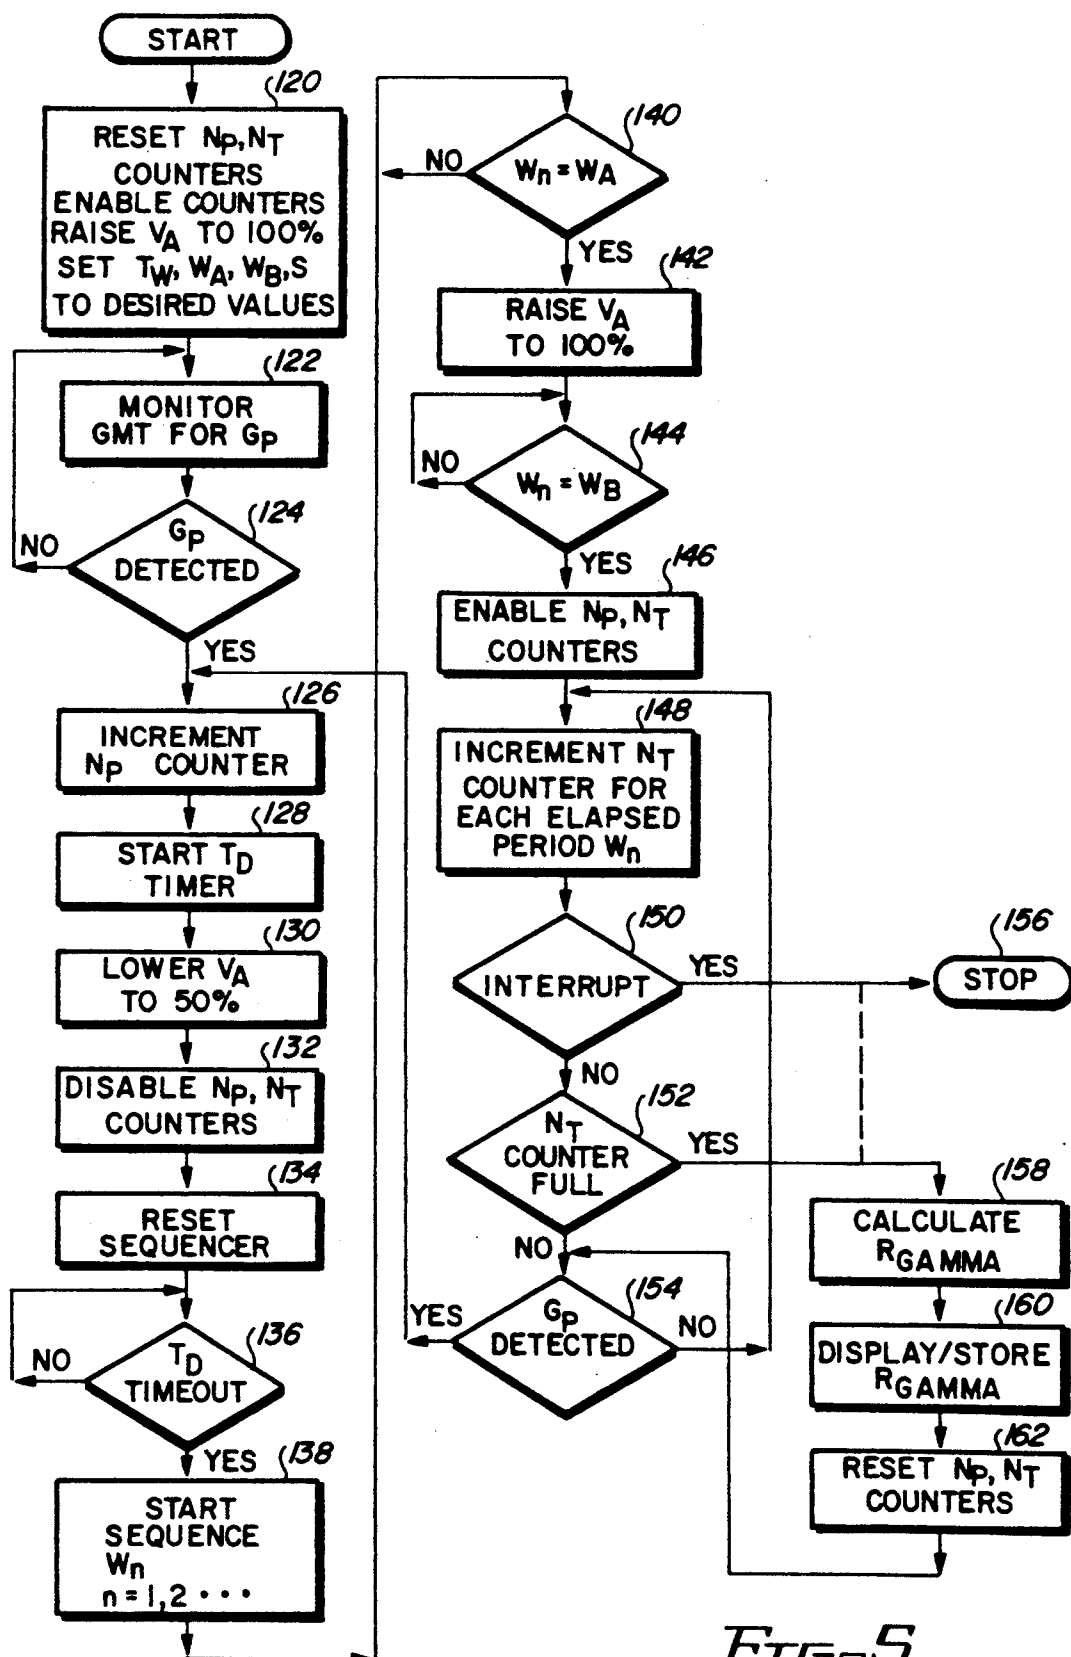 START
120
RESET Np, NT
COUNTERS
ENABLE COUNTERS
RAISE VA TO 100%
SET TW, WA, WB, S
TO DESIRED VALUES
122
MONITOR
GMT FOR GP
124
GP
DETECTED
NO
YES
126
INCREMENT
Np COUNTER
128
START TD
TIMER
130
LOWER VA
TO 50%
132
DISABLE Np, NT
COUNTERS
134
RESET
SEQUENCER
136
TD
TIMEOUT
NO
YES
138
START
SEQUENCE
Wn
n = 1, 2 • • •
140
Wn = WA
NO
YES
142
RAISE VA
TO 100%
144
Wn = WB
NO
YES
146
ENABLE Np, NT
COUNTERS
148
INCREMENT NT
COUNTER FOR
EACH ELAPSED
PERIOD Wn
150
INTERRUPT
YES
NO
156
STOP
152
NT
COUNTER
FULL
YES
NO
154
GP
DETECTED
YES
NO
158
CALCULATE
RGAMMA
160
DISPLAY/STORE
RGAMMA
162
RESET Np, NT
COUNTERS
FIG-5